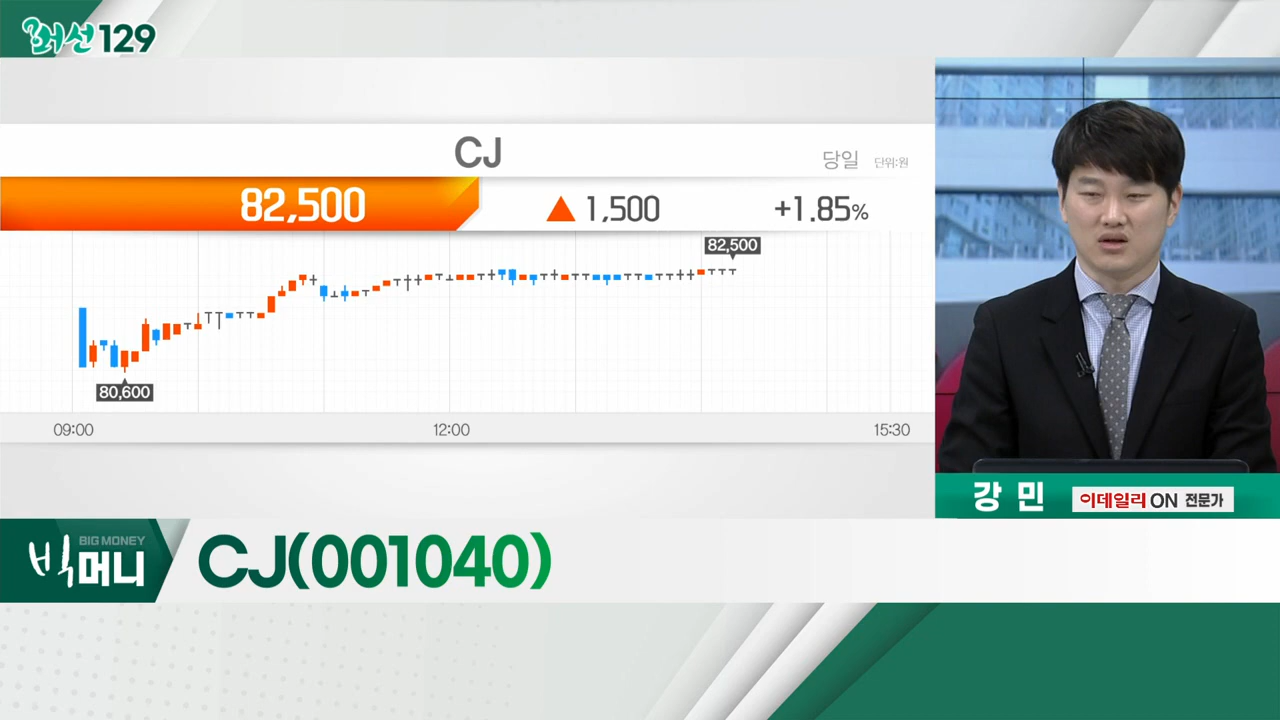 최선129
CJ
당일 단위:원
82,500 ▲ 1,500 +1.85%
82,500
80,600
09:00 12:00 15:30
강 민 이데일리 ON 전문가
BIG MONEY
빅머니
CJ(001040)